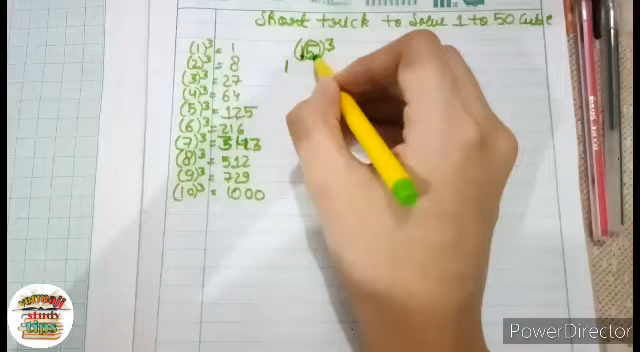 Short trick to Solve 1 to 50 Cube
(1)³ = 1
(2)³ = 8
(3)³ = 27
(4)³ = 64
(5)³ = 125
(6)³ = 216
(7)³ = 343
(8)³ = 512
(9)³ = 729
(10)³ = 1000
(15)³
1
study
tips
PowerDirector